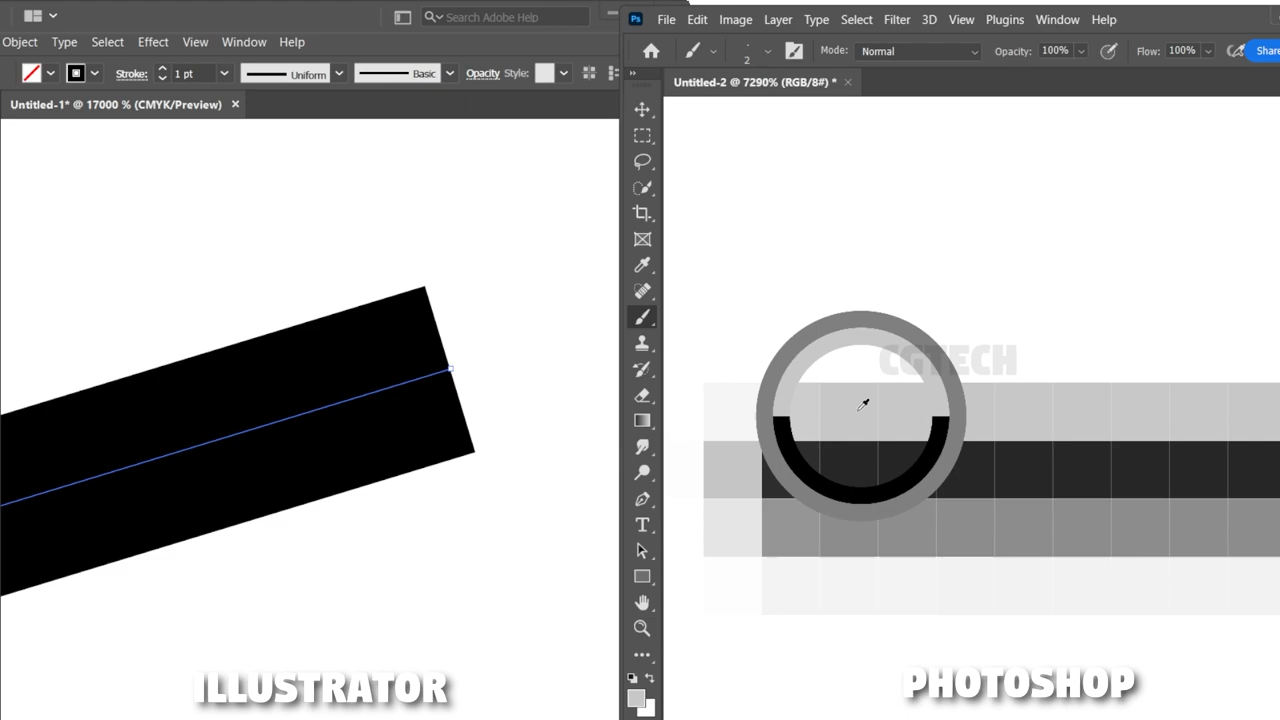 Search Adobe Help
Object Type Select Effect View Window Help
Stroke: 1 pt Uniform Basic Opacity Style:
Untitled-1* @ 17000 % (CMYK/Preview) ×
ILLUSTRATOR
Ps File Edit Image Layer Type Select Filter 3D View Plugins Window Help
2 Mode: Normal Opacity: 100% Flow: 100% Share
Untitled-2 @ 7290% (RGB/8#) * ×
CGTECH
PHOTOSHOP